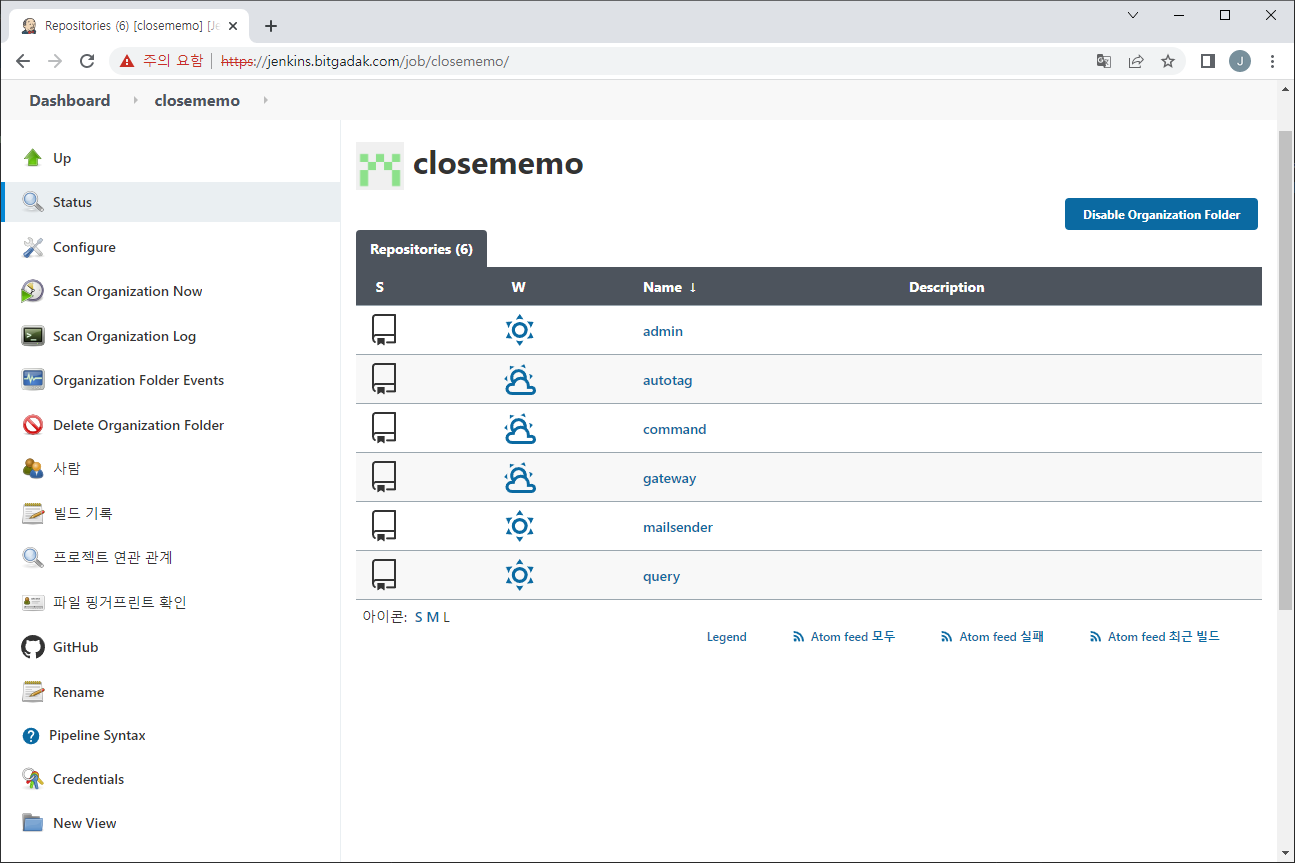 Repositories (6) [closememo] [Je
주의 요함 https://jenkins.bitgadak.com/job/closememo/
J
Dashboard closememo
Up
Status
Configure
Scan Organization Now
Scan Organization Log
Organization Folder Events
Delete Organization Folder
사람
빌드 기록
프로젝트 연관 관계
파일 핑거프린트 확인
GitHub
Rename
Pipeline Syntax
Credentials
New View
closememo
Disable Organization Folder
Repositories (6)
S W Name ↓ Description
admin
autotag
command
gateway
mailsender
query
아이콘: S M L
Legend Atom feed 모두 Atom feed 실패 Atom feed 최근 빌드